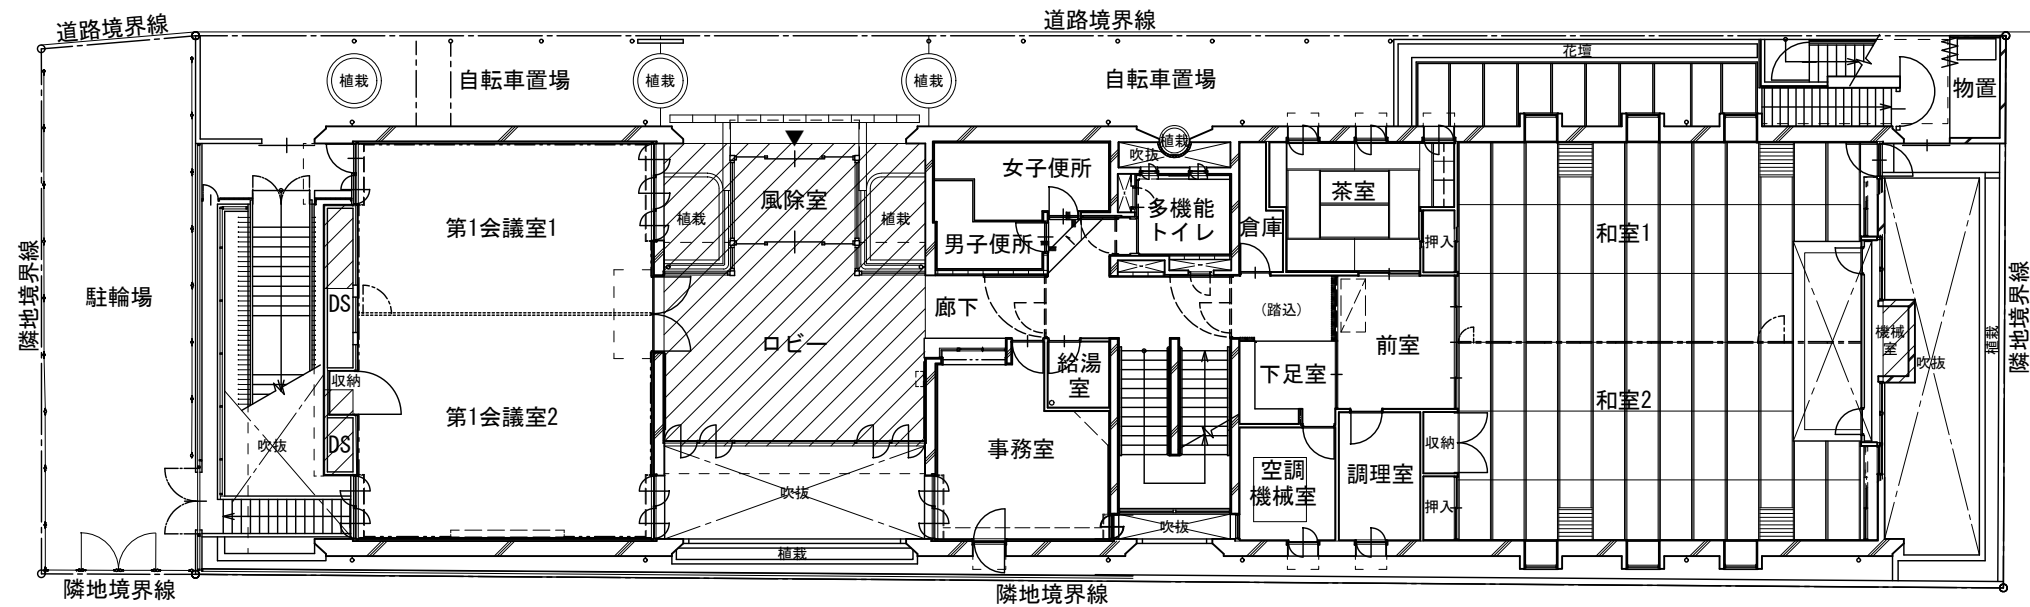 道路境界線
道路境界線
花壇
植栽
自転車置場
植栽
植栽
自転車置場
物置
植栽
吹抜
女子便所
風除室
茶室
多機能
トイレ
植栽
植栽
第1会議室1
倉庫
和室1
男子便所
押入
隣地境界線
駐輪場
DS
廊下
(踏込)
隣地境界線
ロビー
前室
機械
室
植栽
給湯
室
吹抜
収納
下足室
第1会議室2
和室2
DS
吹抜
事務室
収納
空調
機械室
調理室
吹抜
押入
吹抜
植栽
隣地境界線
隣地境界線